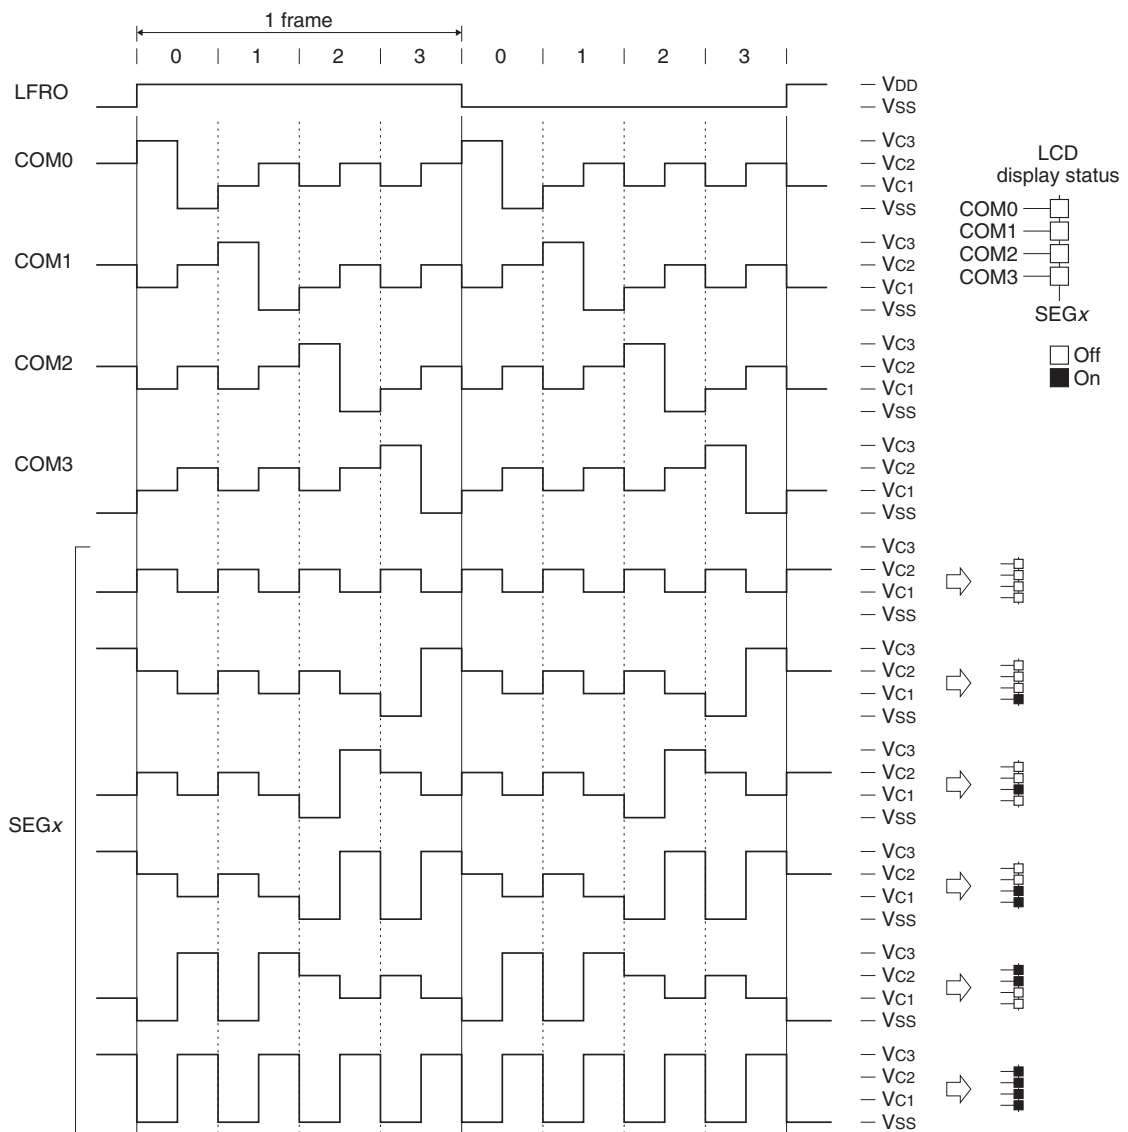 1 frame
0 1 2 3 0 1 2 3
LFRO
VDD
VSS
COM0
VC3
VC2
VC1
VSS
LCD
display status
COM0
COM1
COM2
COM3
SEGx
Off
On
COM1
VC3
VC2
VC1
VSS
COM2
VC3
VC2
VC1
VSS
COM3
VC3
VC2
VC1
VSS
SEGx
VC3
VC2
VC1
VSS
VC3
VC2
VC1
VSS
VC3
VC2
VC1
VSS
VC3
VC2
VC1
VSS
VC3
VC2
VC1
VSS
VC3
VC2
VC1
VSS